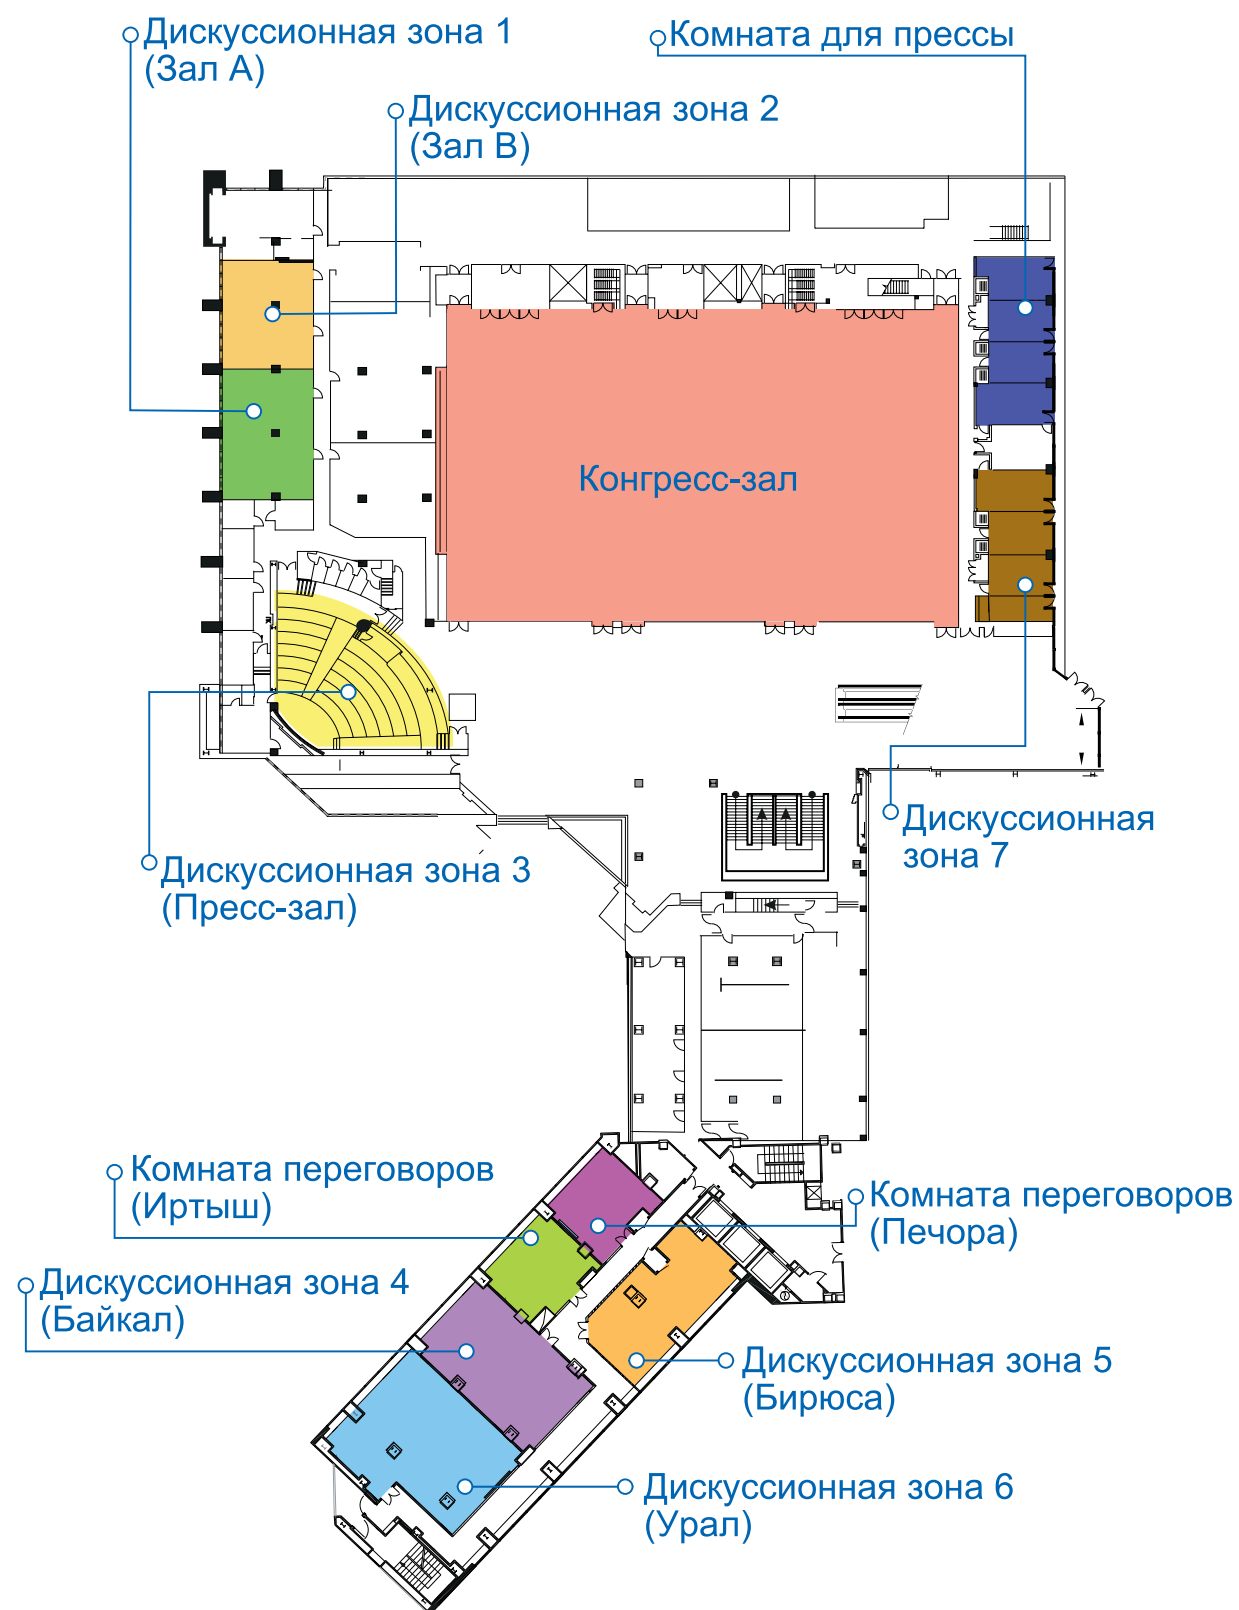 Дискуссионная зона 1
(Зал А)
Комната для прессы
Дискуссионная зона 2
(Зал В)
Конгресс-зал
Дискуссионная
зона 7
Дискуссионная зона 3
(Пресс-зал)
Комната переговоров
(Иртыш)
Комната переговоров
(Печора)
Дискуссионная зона 4
(Байкал)
Дискуссионная зона 5
(Бирюса)
Дискуссионная зона 6
(Урал)